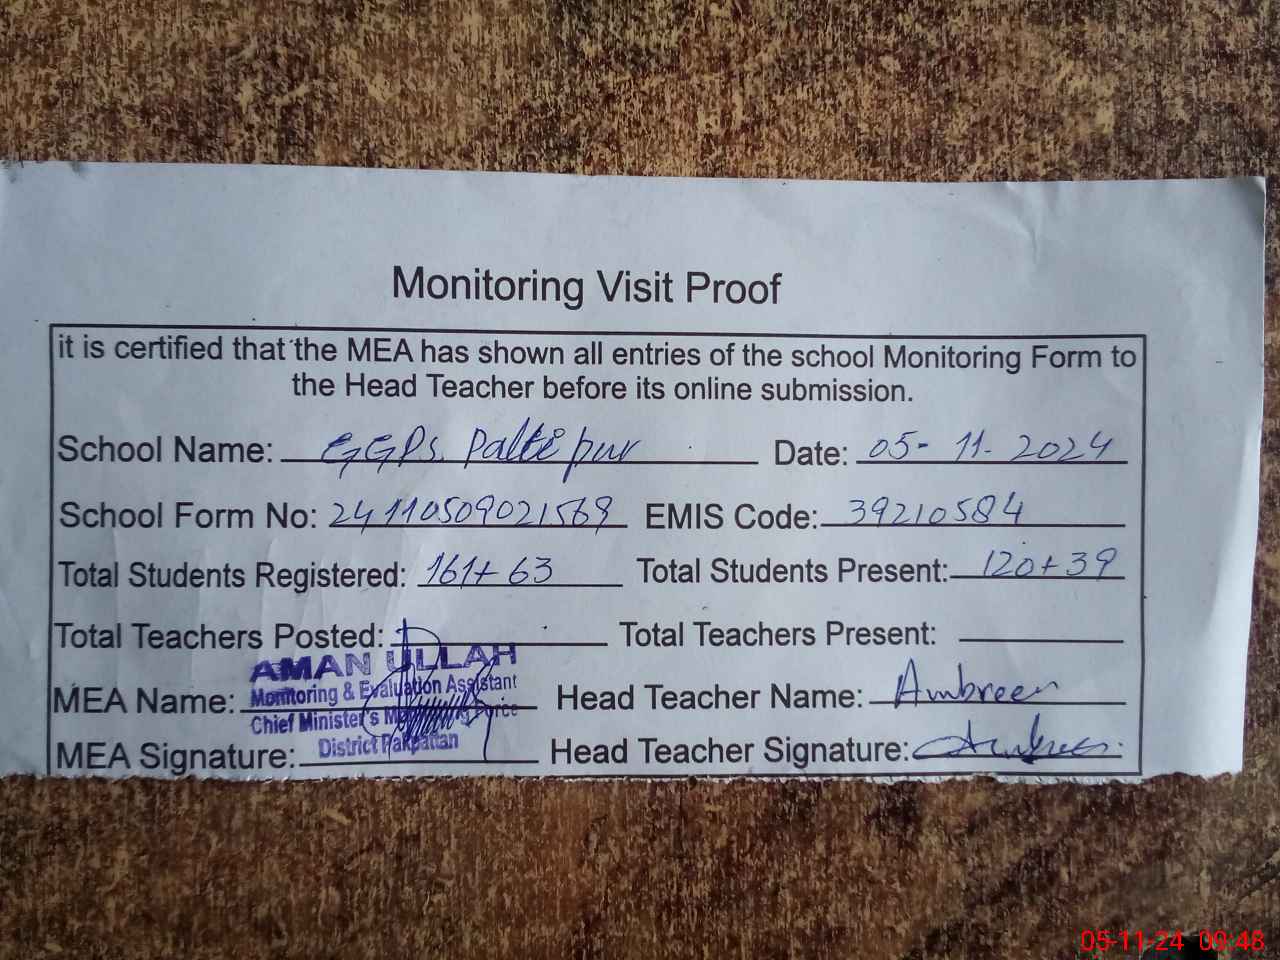 Monitoring Visit Proof
it is certified that the MEA has shown all entries of the school Monitoring Form to
the Head Teacher before its online submission.
School Name: GGPS. Date: 05-11-2024
School Form No: 24110509021569 EMIS Code: 39210584
Total Students Registered: 161+63 Total Students Present: 120+39
Total Teachers Posted: Total Teachers Present:
AMAN ULLAH
Monitoring & Evaluation Assistant
MEA Name: Head Teacher Name: Ambreen
Chief Minister's Monitoring Force
District Pakpattan
MEA Signature: Head Teacher Signature: Ambreen
05-11-24 09:48